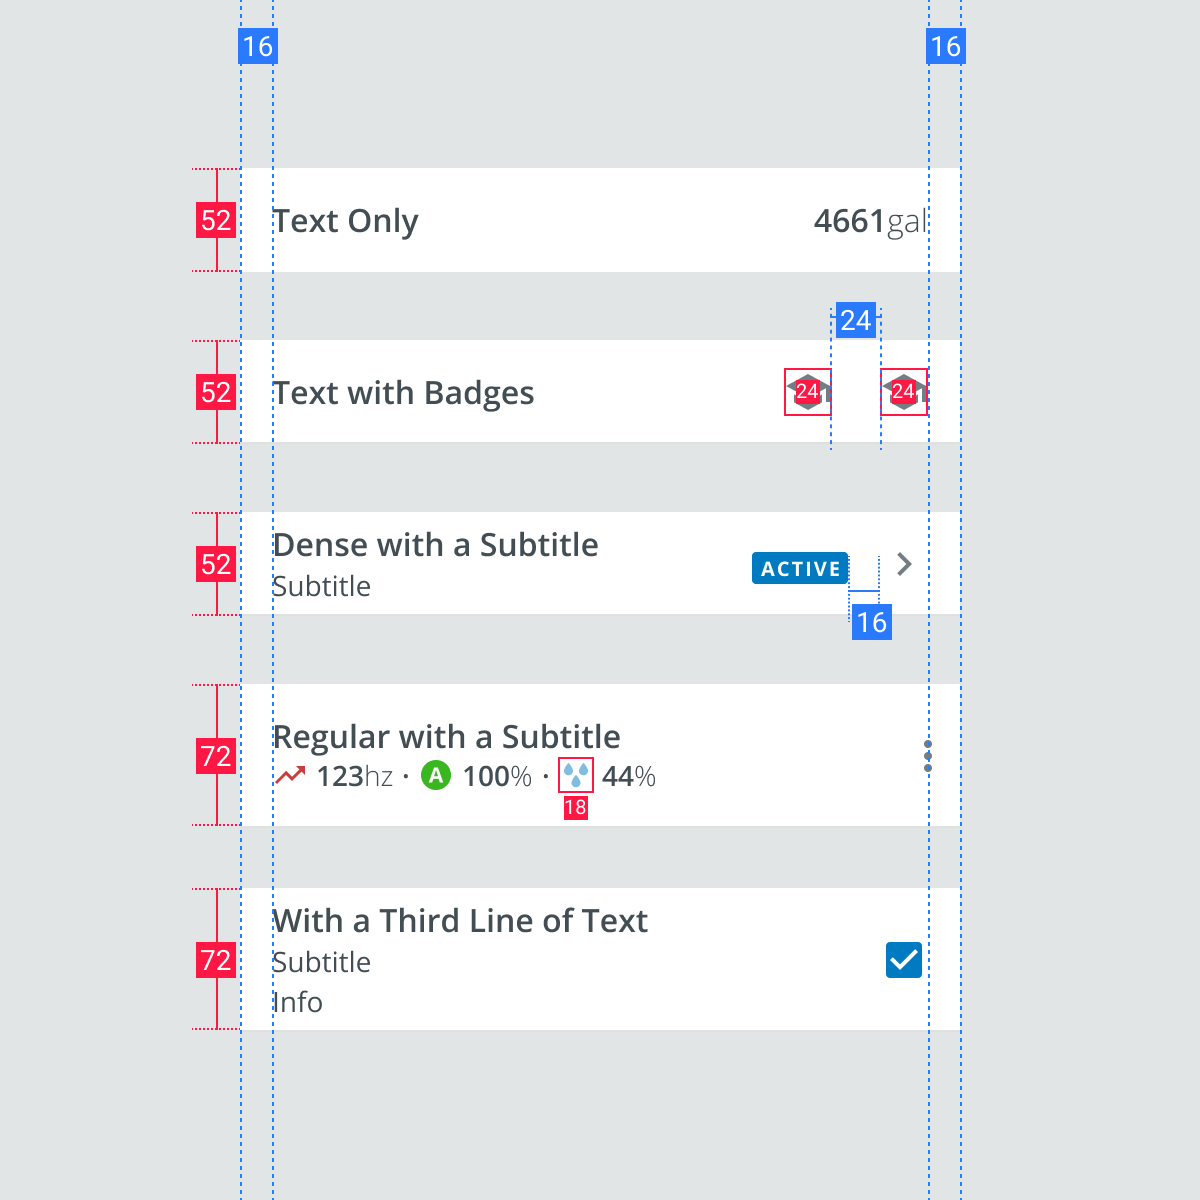 16 16
52 Text Only 4661gal
24
52 Text with Badges 24 24
Dense with a Subtitle
52 ACTIVE
Subtitle
16
Regular with a Subtitle
72
123hz · A 100% · 44%
18
With a Third Line of Text
72 Subtitle
Info